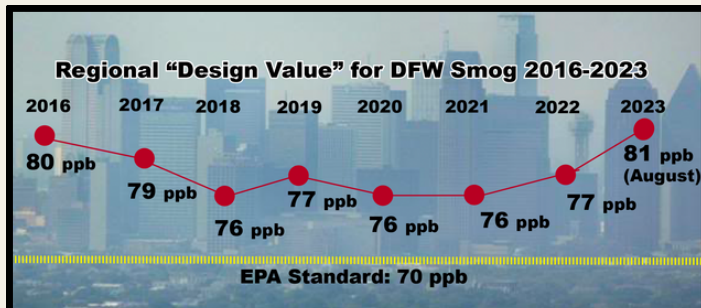 Regional “Design Value” for DFW Smog 2016-2023
2016 2017 2018 2019 2020 2021 2022 2023
80 ppb
79 ppb
76 ppb
77 ppb
76 ppb
76 ppb
77 ppb
81 ppb
(August)
EPA Standard: 70 ppb